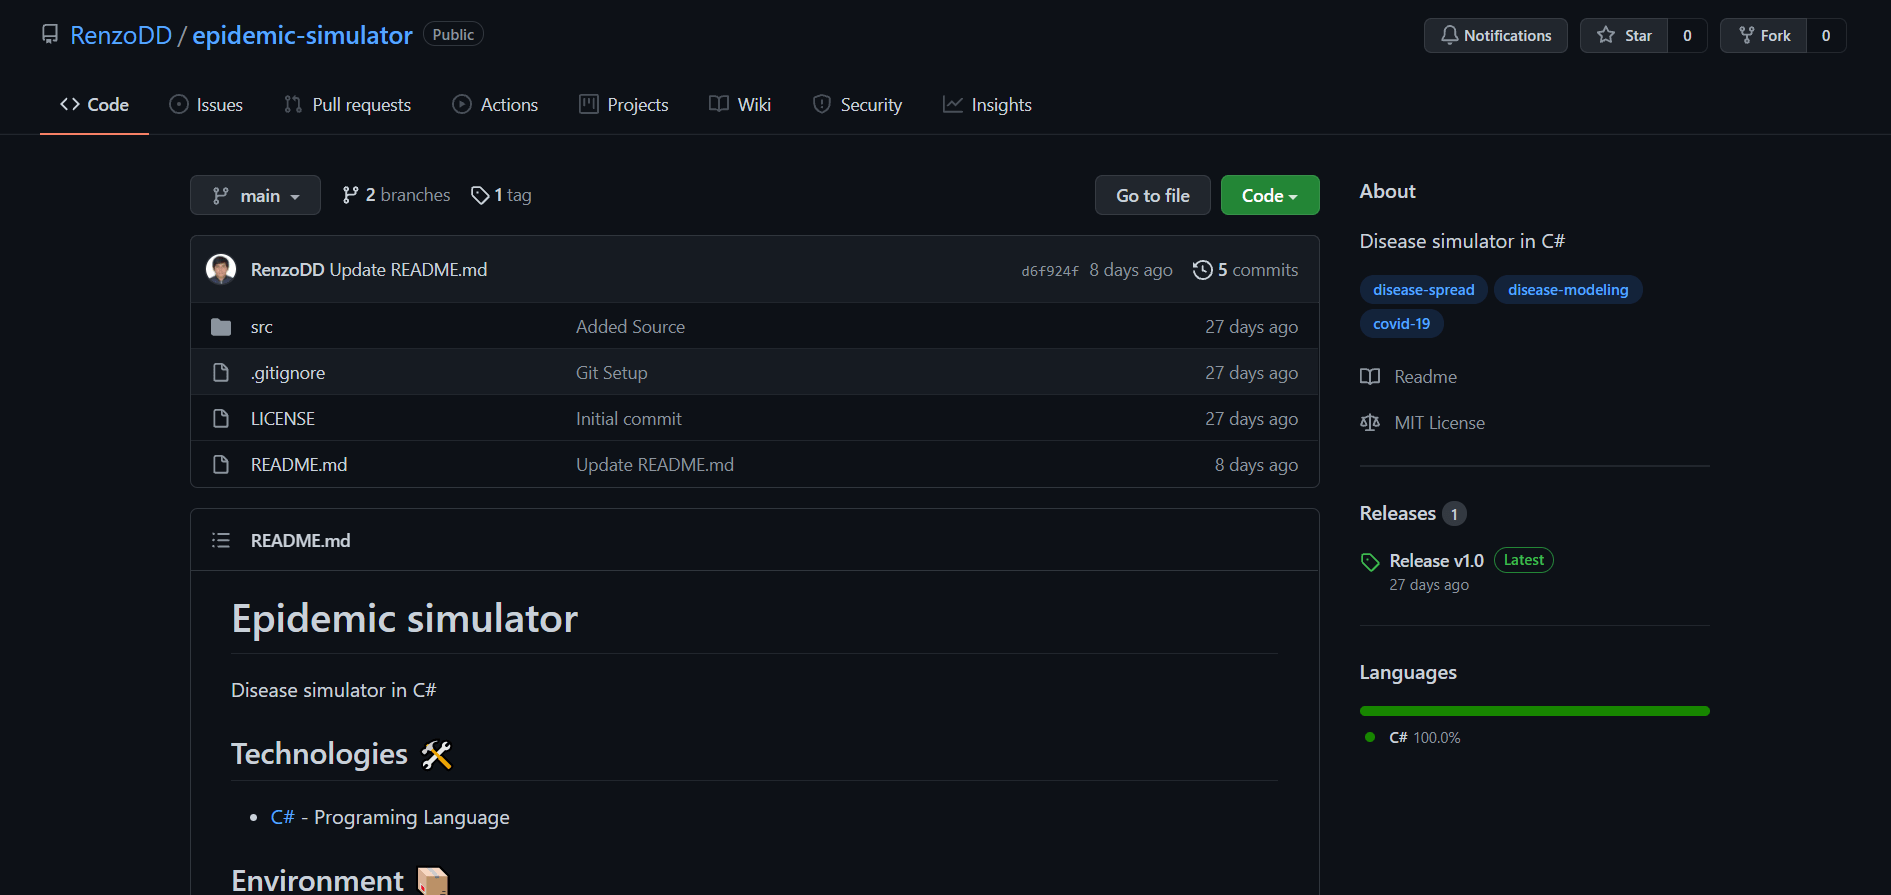 RenzoDD / epidemic-simulator Public
Notifications Star 0 Fork 0
Code Issues Pull requests Actions Projects Wiki Security Insights
main 2 branches 1 tag Go to file Code
RenzoDD Update README.md d6f924f 8 days ago 5 commits
src Added Source 27 days ago
.gitignore Git Setup 27 days ago
LICENSE Initial commit 27 days ago
README.md Update README.md 8 days ago
README.md
Epidemic simulator
Disease simulator in C#
Technologies
C# - Programing Language
Environment
About
Disease simulator in C#
disease-spread disease-modeling
covid-19
Readme
MIT License
Releases 1
Release v1.0 Latest
27 days ago
Languages
C# 100.0%